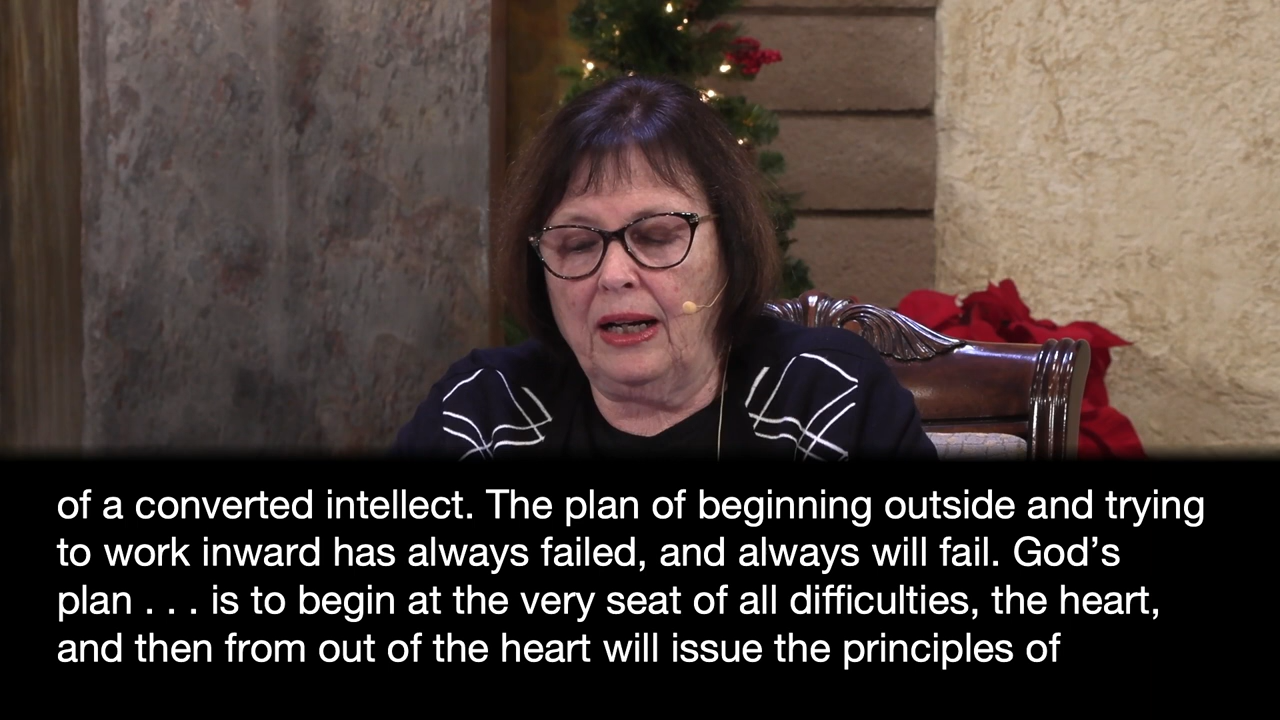 of a converted intellect. The plan of beginning outside and trying
to work inward has always failed, and always will fail. God’s
plan . . . is to begin at the very seat of all difficulties, the heart,
and then from out of the heart will issue the principles of